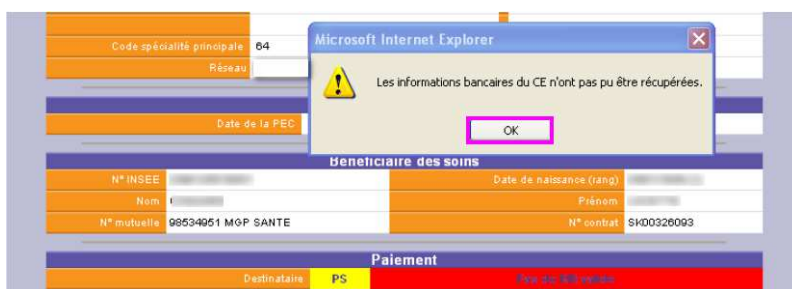 Code spécialité principale 64
Réseau
Microsoft Internet Explorer
Les informations bancaires du CE n'ont pas pu être récupérées.
OK
Date de la PEC
Bénéficiaire des soins
N° INSEE Date de naissance (rang)
Nom Prénom
N° mutuelle 98534951 MGP SANTE N° contrat SK00326093
Paiement
Destinataire PS